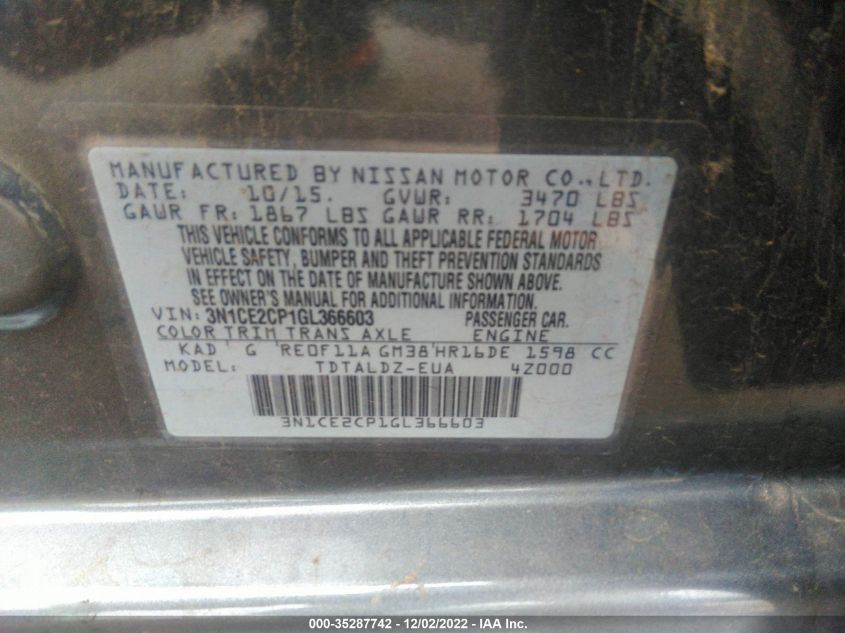 MANUFACTURED BY NISSAN MOTOR CO., LTD.
DATE: 10/15. GVWR: 3470 LBS
GAWR FR: 1867 LBS GAWR RR: 1704 LBS
THIS VEHICLE CONFORMS TO ALL APPLICABLE FEDERAL MOTOR
VEHICLE SAFETY, BUMPER AND THEFT PREVENTION STANDARDS
IN EFFECT ON THE DATE OF MANUFACTURE SHOWN ABOVE.
SEE OWNER'S MANUAL FOR ADDITIONAL INFORMATION.
VIN: 3N1CE2CP1GL366603 PASSENGER CAR.
COLOR TRIM TRANS AXLE ENGINE
KAD G RE0F11A GM38 HR16DE 1598 CC
MODEL: TDTALDZ-EUA 4Z000
3N1CE2CP1GL366603
000-35287742 - 12/02/2022 - IAA Inc.